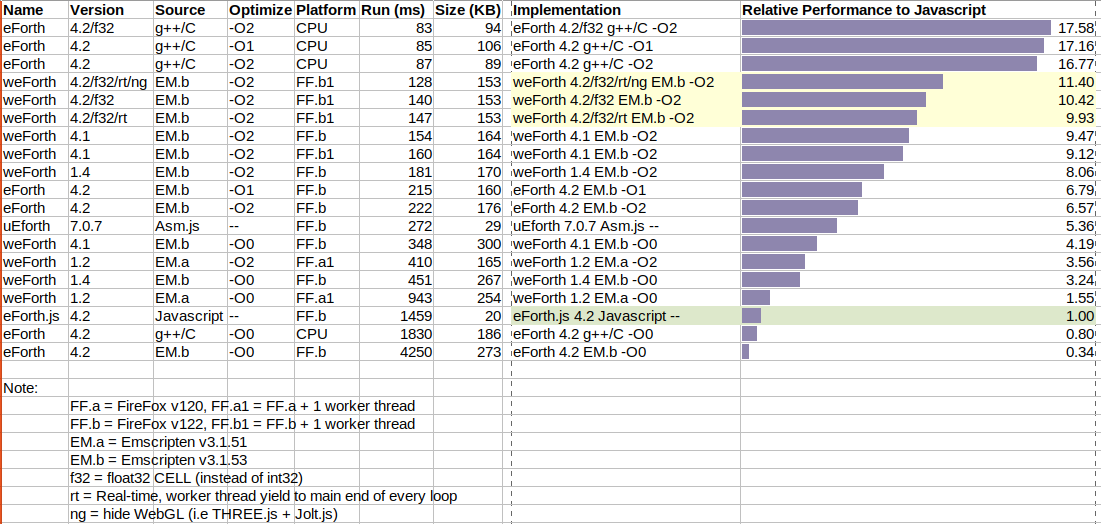 Name Version Source Optimize Platform Run (ms) Size (KB) Implementation Relative Performance to Javascript
eForth 4.2/f32 g++/C -O2 CPU 83 94 eForth 4.2/f32 g++/C -O2 17.58
eForth 4.2 g++/C -O1 CPU 85 106 eForth 4.2 g++/C -O1 17.16
eForth 4.2 g++/C -O2 CPU 87 89 eForth 4.2 g++/C -O2 16.77
weForth 4.2/f32/rt/ng EM.b -O2 FF.b1 128 153 weForth 4.2/f32/rt/ng EM.b -O2 11.40
weForth 4.2/f32 EM.b -O2 FF.b1 140 153 weForth 4.2/f32 EM.b -O2 10.42
weForth 4.2/f32/rt EM.b -O2 FF.b1 147 153 weForth 4.2/f32/rt EM.b -O2 9.93
weForth 4.1 EM.b -O2 FF.b 154 164 weForth 4.1 EM.b -O2 9.47
weForth 4.1 EM.b -O2 FF.b1 160 164 weForth 4.1 EM.b -O2 9.12
weForth 1.4 EM.b -O2 FF.b 181 170 weForth 1.4 EM.b -O2 8.06
eForth 4.2 EM.b -O1 FF.b 215 160 eForth 4.2 EM.b -O1 6.79
eForth 4.2 EM.b -O2 FF.b 222 176 eForth 4.2 EM.b -O2 6.57
uEforth 7.0.7 Asm.js -- FF.b 272 29 uEforth 7.0.7 Asm.js -- 5.36
weForth 4.1 EM.b -O0 FF.b 348 300 weForth 4.1 EM.b -O0 4.19
weForth 1.2 EM.a -O2 FF.a1 410 165 weForth 1.2 EM.a -O2 3.56
weForth 1.4 EM.b -O0 FF.b 451 267 weForth 1.4 EM.b -O0 3.24
weForth 1.2 EM.a -O0 FF.a1 943 254 weForth 1.2 EM.a -O0 1.55
eForth.js 4.2 Javascript -- FF.b 1459 20 eForth.js 4.2 Javascript -- 1.00
eForth 4.2 g++/C -O0 CPU 1830 186 eForth 4.2 g++/C -O0 0.80
eForth 4.2 EM.b -O0 FF.b 4250 273 eForth 4.2 EM.b -O0 0.34
Note:
FF.a = FireFox v120, FF.a1 = FF.a + 1 worker thread
FF.b = FireFox v122, FF.b1 = FF.b + 1 worker thread
EM.a = Emscripten v3.1.51
EM.b = Emscripten v3.1.53
f32 = float32 CELL (instead of int32)
rt = Real-time, worker thread yield to main end of every loop
ng = hide WebGL (i.e THREE.js + Jolt.js)